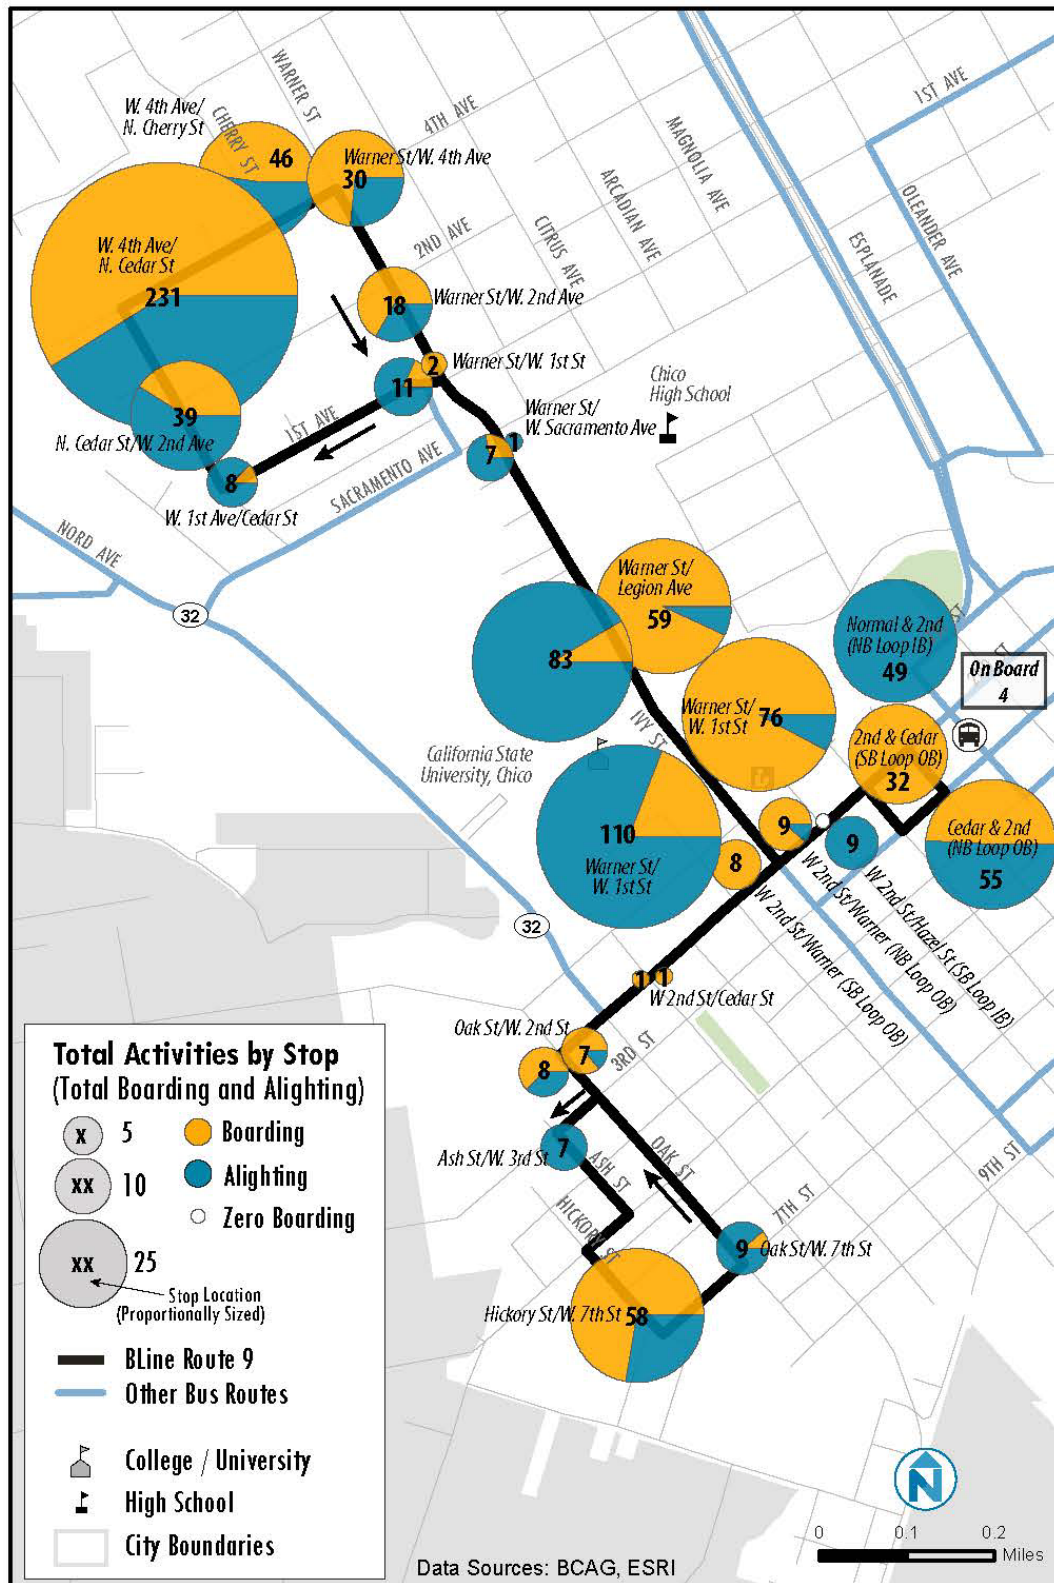 W. 4th Ave/
N. Cherry St
WARNER ST
CHERRY ST
4TH AVE
46
Warner St/W. 4th Ave
30
MAGNOLIA AVE
1ST AVE
ARCADIAN AVE
OLEANDER AVE
2ND AVE
CITRUS AVE
ESPLANADE
W. 4th Ave/
N. Cedar St
231
18
Warner St/W. 2nd Ave
2
Warner St/W. 1st St
11
Chico
High School
39
N. Cedar St/W. 2nd Ave
1ST AVE
Warner St/
W. Sacramento Ave
1
7
8
W. 1st Ave/Cedar St
SACRAMENTO AVE
NORD AVE
32
Warner St/
Legion Ave
59
83
Normal & 2nd
(NB Loop IB)
49
On Board
4
Warner St/
W. 1st St
76
IVY ST
2nd & Cedar
(SB Loop OB)
32
California State
University, Chico
110
Warner St/
W. 1st St
9
9
8
Cedar & 2nd
(NB Loop OB)
55
W 2nd St/Hazel St (SB Loop IB)
W 2nd St/Warner (NB Loop OB)
W 2nd St/Warner (SB Loop OB)
32
1
1
W 2nd St/Cedar St
Oak St/W. 2nd St
7
8
3RD ST
9TH ST
7
Ash St/W. 3rd St
ASH ST
OAK ST
7TH ST
HICKORY ST
9
Oak St/W. 7th St
Hickory St/W. 7th St
58
Total Activities by Stop
(Total Boarding and Alighting)
X
5
Boarding
XX
10
Alighting
Zero Boarding
XX
25
Stop Location
(Proportionally Sized)
BLine Route 9
Other Bus Routes
College / University
High School
City Boundaries
N
0
0.1
0.2
Miles
Data Sources: BCAG, ESRI